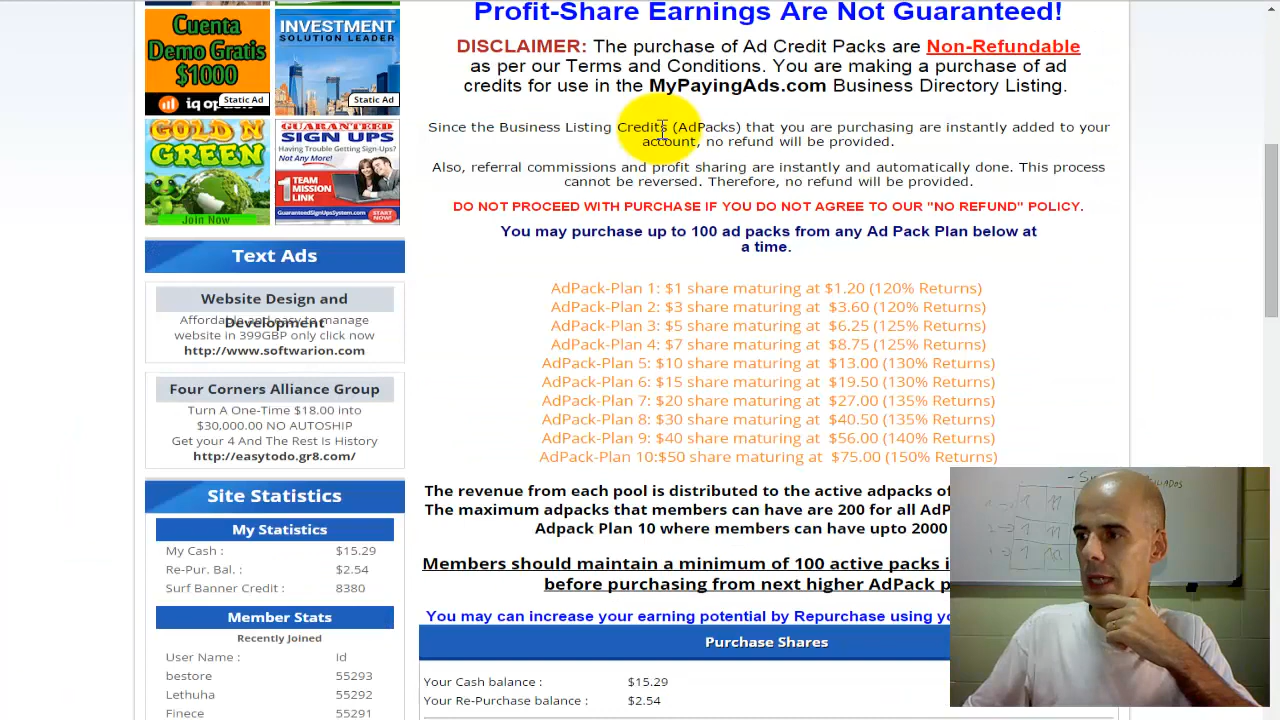 Cuenta
Demo Gratis
$1000
iq op
Static Ad
INVESTMENT
SOLUTION LEADER
Static Ad
GOLD N
GREEN
Join Now
GUARANTEED
SIGN UPS
Having Trouble Getting Sign-Ups?
Not Any More!
1 TEAM
MISSION
LINK
GuaranteedSignUpsSystem.com
START
NOW!
Text Ads
Website Design and
Development
Affordable and easy to manage
website in 399GBP only click now
http://www.softwarion.com
Four Corners Alliance Group
Turn A One-Time $18.00 into
$30,000.00 NO AUTOSHIP
Get your 4 And The Rest Is History
http://easytodo.gr8.com/
Site Statistics
My Statistics
My Cash : $15.29
Re-Pur. Bal. : $2.54
Surf Banner Credit : 8380
Member Stats
Recently Joined
User Name : Id
bestore 55293
Lethuha 55292
Finece 55291
Profit-Share Earnings Are Not Guaranteed!
DISCLAIMER: The purchase of Ad Credit Packs are Non-Refundable
as per our Terms and Conditions. You are making a purchase of ad
credits for use in the MyPayingAds.com Business Directory Listing.
Since the Business Listing Credits (AdPacks) that you are purchasing are instantly added to your
account, no refund will be provided.
Also, referral commissions and profit sharing are instantly and automatically done. This process
cannot be reversed. Therefore, no refund will be provided.
DO NOT PROCEED WITH PURCHASE IF YOU DO NOT AGREE TO OUR "NO REFUND" POLICY.
You may purchase up to 100 ad packs from any Ad Pack Plan below at
a time.
AdPack-Plan 1: $1 share maturing at $1.20 (120% Returns)
AdPack-Plan 2: $3 share maturing at $3.60 (120% Returns)
AdPack-Plan 3: $5 share maturing at $6.25 (125% Returns)
AdPack-Plan 4: $7 share maturing at $8.75 (125% Returns)
AdPack-Plan 5: $10 share maturing at $13.00 (130% Returns)
AdPack-Plan 6: $15 share maturing at $19.50 (130% Returns)
AdPack-Plan 7: $20 share maturing at $27.00 (135% Returns)
AdPack-Plan 8: $30 share maturing at $40.50 (135% Returns)
AdPack-Plan 9: $40 share maturing at $56.00 (140% Returns)
AdPack-Plan 10:$50 share maturing at $75.00 (150% Returns)
The revenue from each pool is distributed to the active adpacks of
The maximum adpacks that members can have are 200 for all AdP
Adpack Plan 10 where members can have upto 2000
Members should maintain a minimum of 100 active packs i
before purchasing from next higher AdPack p
You may can increase your earning potential by Repurchase using yo
Purchase Shares
Your Cash balance : $15.29
Your Re-Purchase balance : $2.54